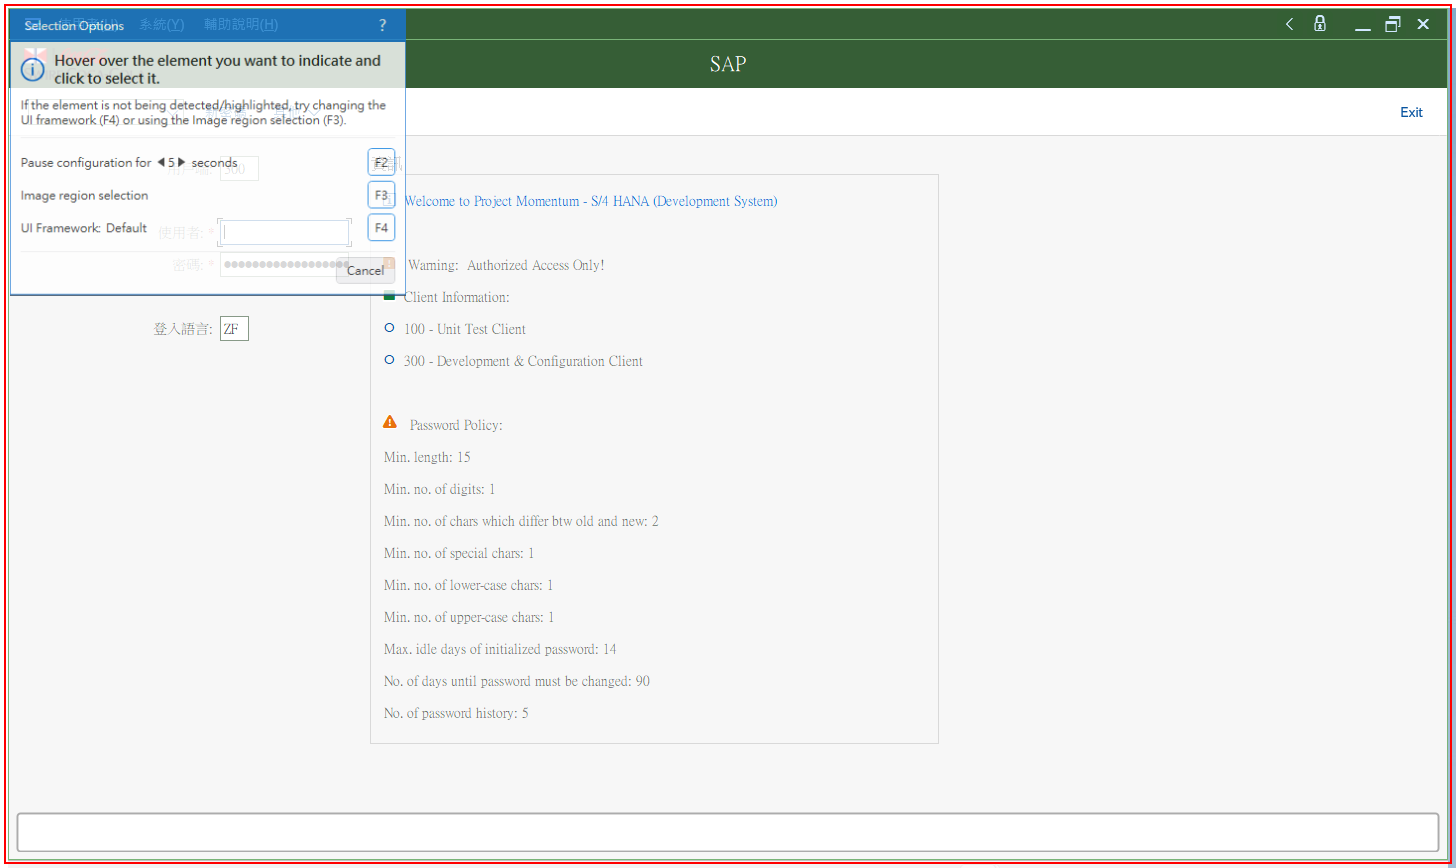 Selection Options
使用者(U) 系統(Y) 輔助說明(H)
?
SAP
Hover over the element you want to indicate and
click to select it.
If the element is not being detected/highlighted, try changing the
UI framework (F4) or using the Image region selection (F3).
Exit
Pause configuration for 5 seconds
F2
用戶端: 300
資訊
Image region selection
F3
Welcome to Project Momentum - S/4 HANA (Development System)
UI Framework: Default
F4
使用者: *
密碼: *
Cancel
Warning: Authorized Access Only!
Client Information:
登入語言: ZF
100 - Unit Test Client
300 - Development & Configuration Client
Password Policy:
Min. length: 15
Min. no. of digits: 1
Min. no. of chars which differ btw old and new: 2
Min. no. of special chars: 1
Min. no. of lower-case chars: 1
Min. no. of upper-case chars: 1
Max. idle days of initialized password: 14
No. of days until password must be changed: 90
No. of password history: 5